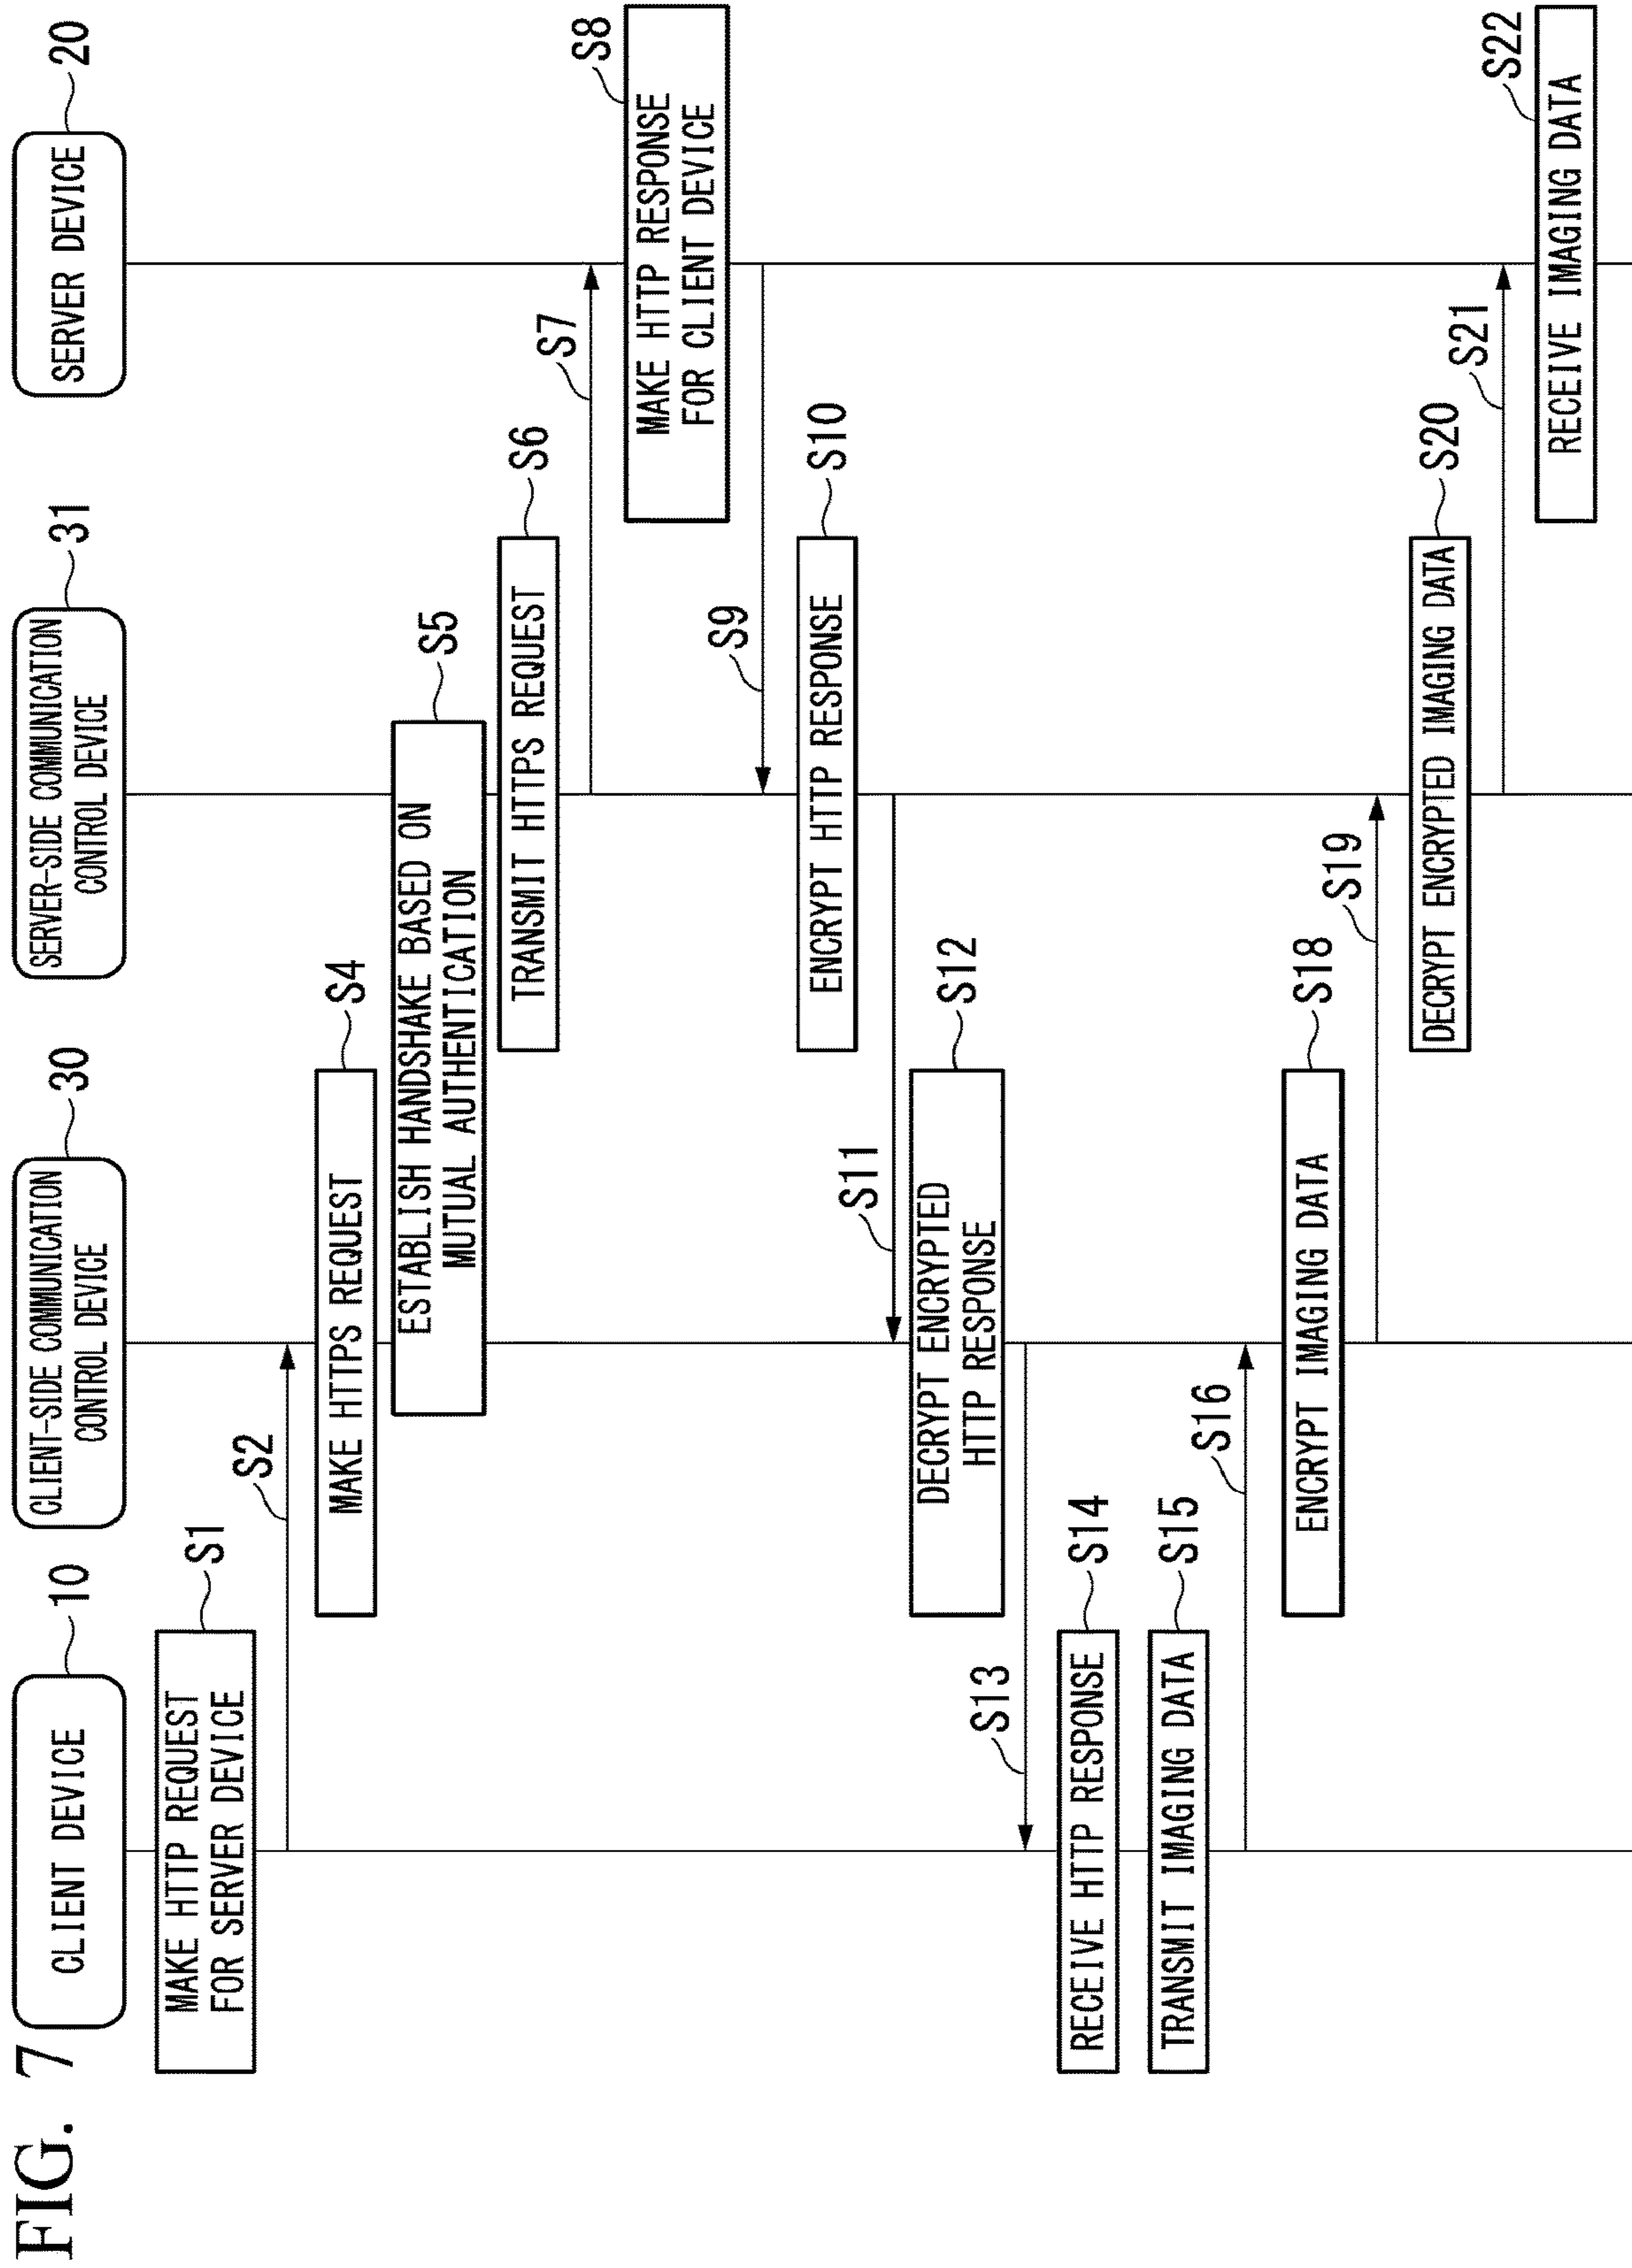 FIG. 7
CLIENT DEVICE
10
CLIENT-SIDE COMMUNICATION
CONTROL DEVICE
30
SERVER-SIDE COMMUNICATION
CONTROL DEVICE
31
SERVER DEVICE
20
MAKE HTTP REQUEST
FOR SERVER DEVICE
S1
S2
MAKE HTTPS REQUEST
S4
ESTABLISH HANDSHAKE BASED ON
MUTUAL AUTHENTICATION
S5
TRANSMIT HTTPS REQUEST
S6
S7
MAKE HTTP RESPONSE
FOR CLIENT DEVICE
S8
S9
ENCRYPT HTTP RESPONSE
S10
S11
DECRYPT ENCRYPTED
HTTP RESPONSE
S12
S13
RECEIVE HTTP RESPONSE
S14
TRANSMIT IMAGING DATA
S15
S16
ENCRYPT IMAGING DATA
S18
S19
DECRYPT ENCRYPTED IMAGING DATA
S20
S21
RECEIVE IMAGING DATA
S22